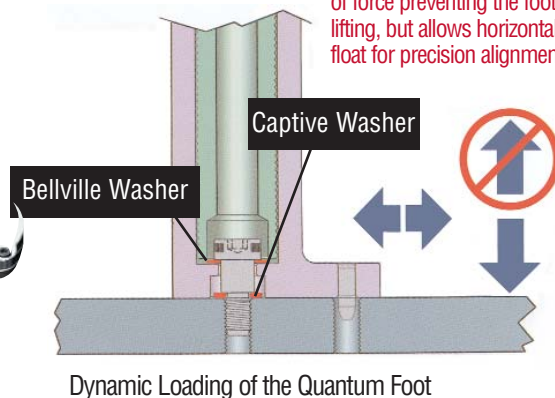 of force preventing the foot
lifting, but allows horizontal
float for precision alignmen
Captive Washer
Bellville Washer
Dynamic Loading of the Quantum Foot